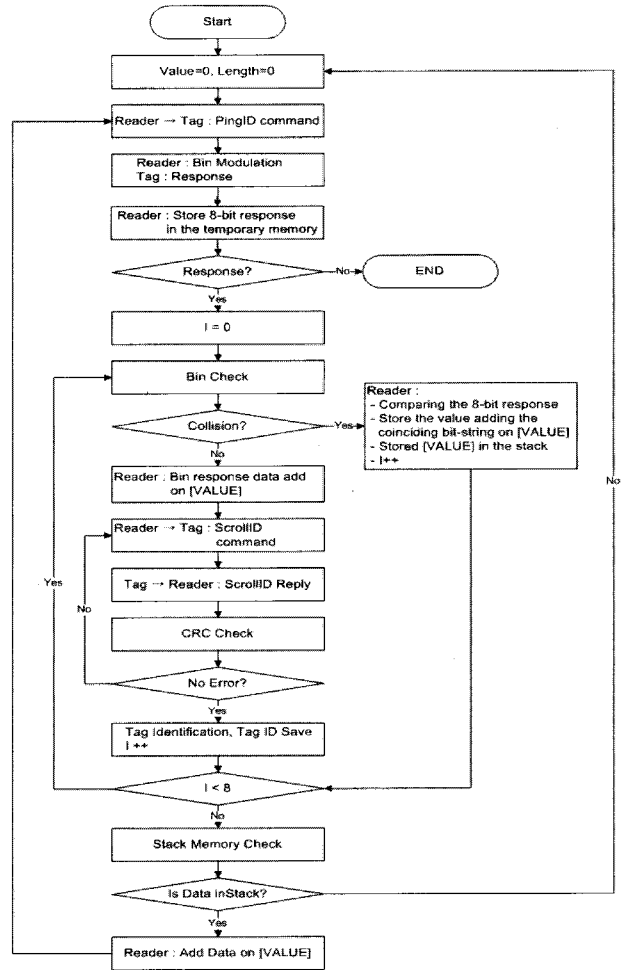 Start
Value=0, Length=0
Reader → Tag : PingID command
Reader : Bin Modulation
Tag : Response
Reader : Store 8-bit response
in the temporary memory
Response?
No
END
Yes
I = 0
Bin Check
Collision?
Yes
Reader :
- Comparing the 8-bit response
- Store the value adding the
coinciding bit-string on [VALUE]
- Stored [VALUE] in the stack
- I++
No
No
Reader : Bin response data add
on [VALUE]
Reader → Tag : ScrollID
command
Yes
Tag → Reader : ScrollID Reply
No
CRC Check
No Error?
Yes
Tag Identification, Tag ID Save
I ++
I < 8
No
Stack Memory Check
Is Data inStack?
Yes
Reader : Add Data on [VALUE]